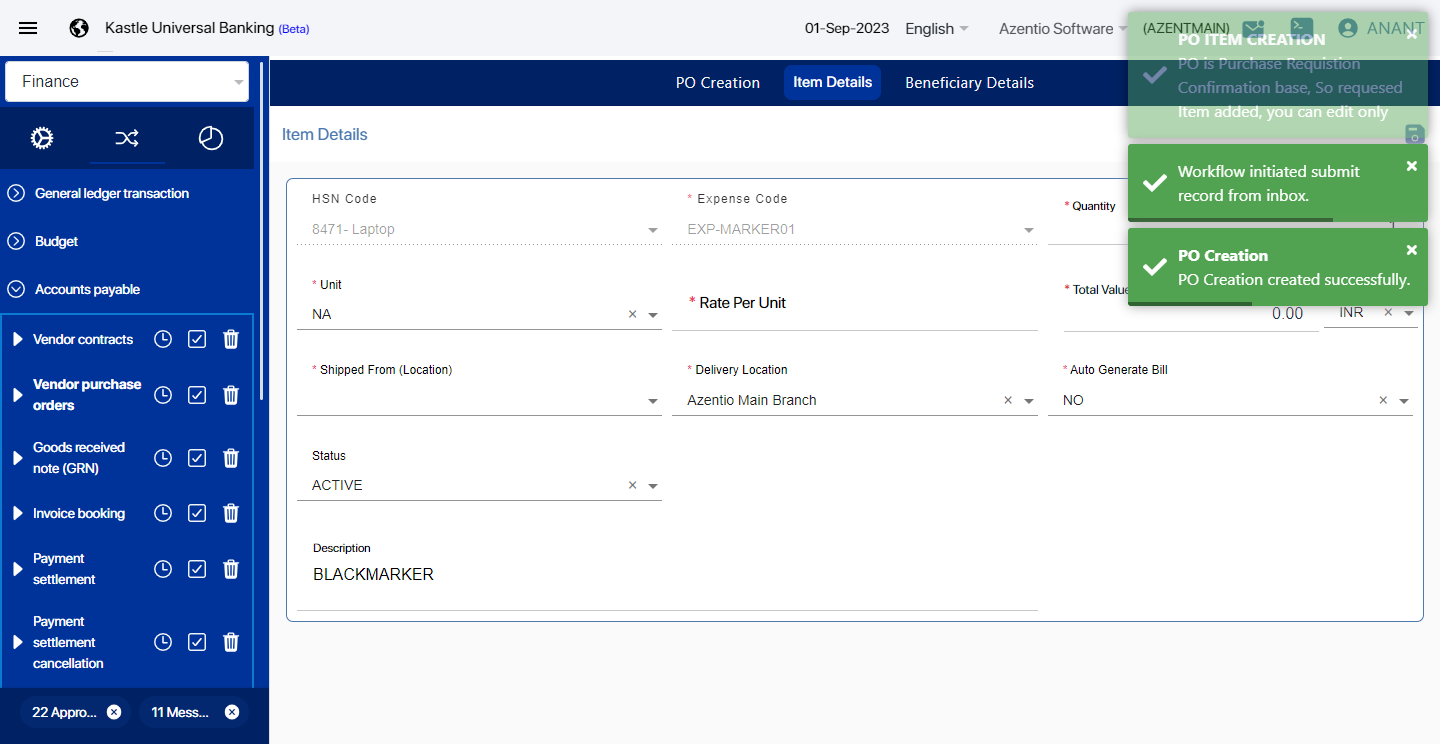 Kastle Universal Banking (Beta)
01-Sep-2023
English
Azentio Software
(AZENTMAIN)
ANANT
Finance
PO Creation
Item Details
Beneficiary Details
PO ITEM CREATION
PO is Purchase Requistion
Confirmation base, So requesed
Item added, you can edit only
Workflow initiated submit
record from inbox.
PO Creation
PO Creation created successfully.
General ledger transaction
Budget
Accounts payable
Vendor contracts
Vendor purchase
orders
Goods received
note (GRN)
Invoice booking
Payment
settlement
Payment
settlement
cancellation
22 Appro...
11 Mess...
Item Details
HSN Code
8471- Laptop
* Expense Code
EXP-MARKER01
* Quantity
* Unit
NA
* Rate Per Unit
* Total Value
0.00
INR
* Shipped From (Location)
* Delivery Location
Azentio Main Branch
* Auto Generate Bill
NO
Status
ACTIVE
Description
BLACKMARKER